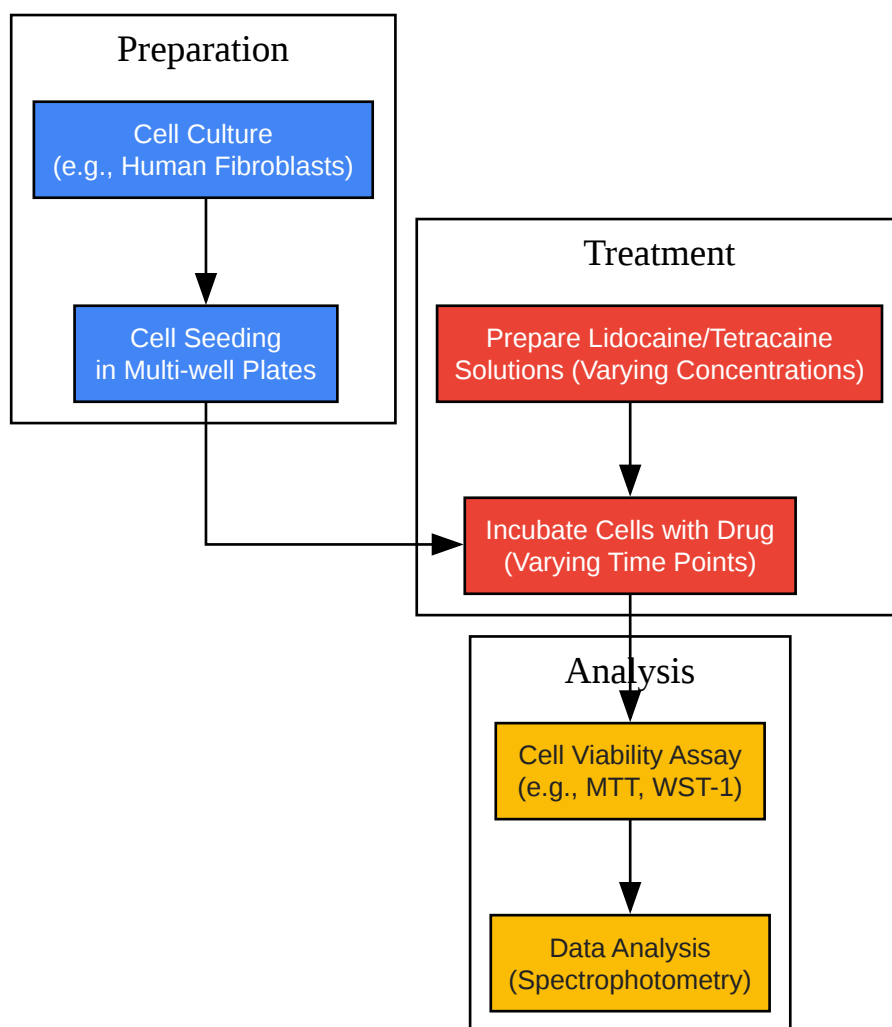 Preparation
Cell Culture
(e.g., Human Fibroblasts)
Cell Seeding
in Multi-well Plates
Treatment
Prepare Lidocaine/Tetracaine
Solutions (Varying Concentrations)
Incubate Cells with Drug
(Varying Time Points)
Analysis
Cell Viability Assay
(e.g., MTT, WST-1)
Data Analysis
(Spectrophotometry)